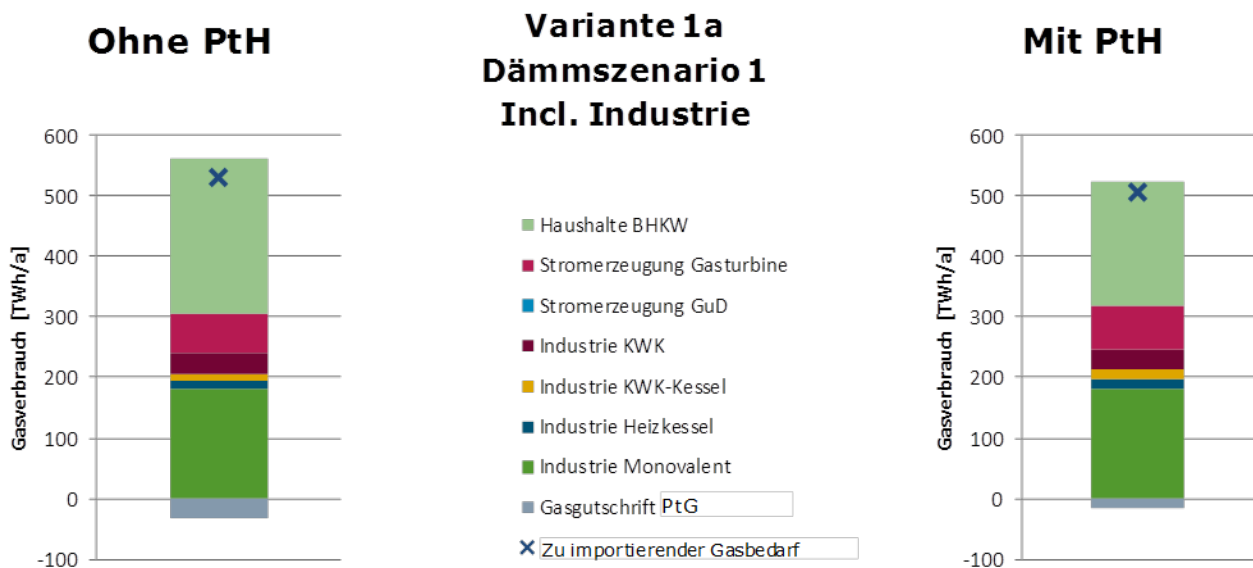 Ohne PtH
Variante 1a
Dämmszenario 1
Incl. Industrie
Mit PtH
Gasverbrauch [TWh/a]
600
500
400
300
200
100
0
-100
Haushalte BHKW
Stromerzeugung Gasturbine
Stromerzeugung GuD
Industrie KWK
Industrie KWK-Kessel
Industrie Heizkessel
Industrie Monovalent
Gasgutschrift PtG
Zu importierender Gasbedarf
Gasverbrauch [TWh/a]
600
500
400
300
200
100
0
-100